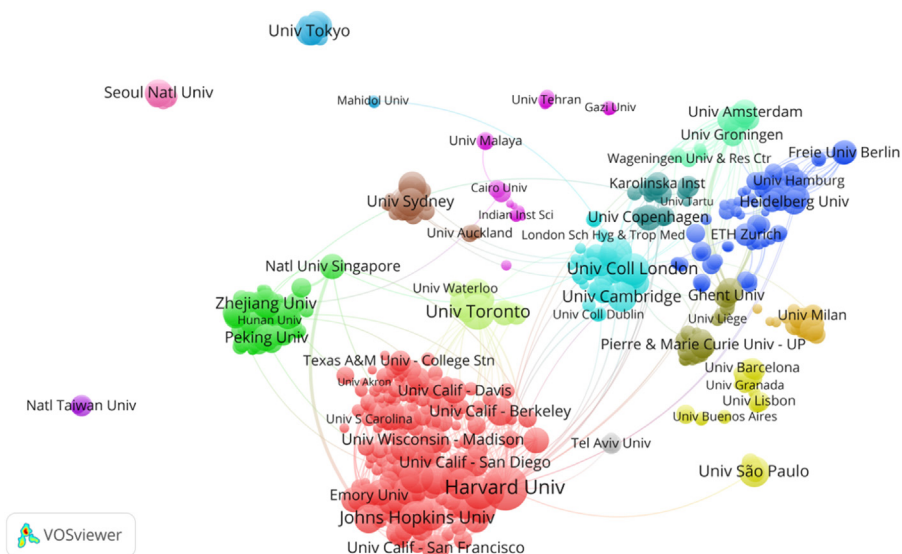 Univ Tokyo
Seoul Natl Univ
Mahidol Univ
Univ Tehran
Gazi Univ
Univ Amsterdam
Univ Groningen
Univ Malaya
Freie Univ Berlin
Wageningen Univ & Res Ctr
Karolinska Inst
Univ Hamburg
Cairo Univ
Univ Sydney
Univ Tartu
Heidelberg Univ
Indian Inst Sci
Univ Copenhagen
Univ Auckland
London Sch Hyg & Trop Med
ETH Zurich
Natl Univ Singapore
Univ Coll London
Univ Waterloo
Univ Cambridge
Ghent Univ
Zhejiang Univ
Univ Toronto
Univ Coll Dublin
Univ Liège
Univ Milan
Hunan Univ
Peking Univ
Pierre & Marie Curie Univ - UP
Texas A&M Univ - College Stn
Univ Barcelona
Univ Akron
Univ Granada
Univ Calif - Davis
Univ Lisbon
Natl Taiwan Univ
Univ Calif - Berkeley
Univ S Carolina
Univ Buenos Aires
Univ Wisconsin - Madison
Tel Aviv Univ
Univ Calif - San Diego
Univ São Paulo
Harvard Univ
Emory Univ
Johns Hopkins Univ
VOSviewer
Univ Calif - San Francisco